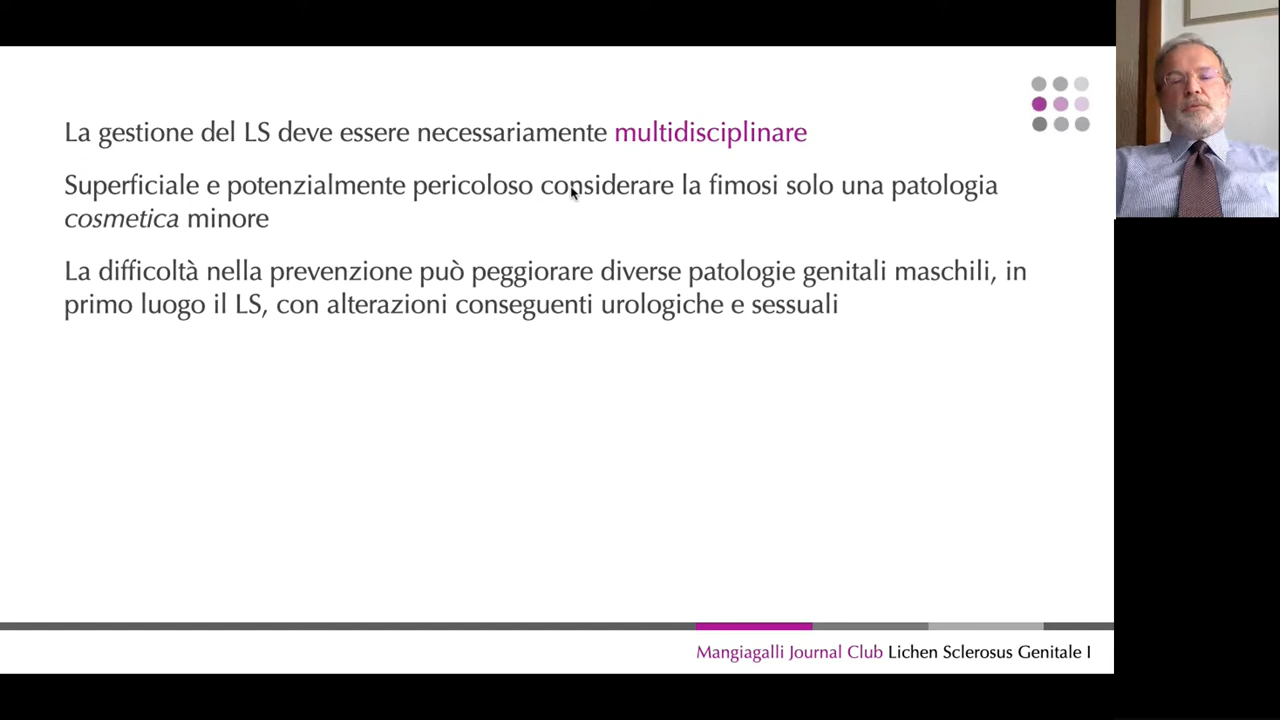 La gestione del LS deve essere necessariamente multidisciplinare
Superficiale e potenzialmente pericoloso considerare la fimosi solo una patologia
cosmetica minore
La difficoltà nella prevenzione può peggiorare diverse patologie genitali maschili, in
primo luogo il LS, con alterazioni conseguenti urologiche e sessuali
Mangiagalli Journal Club Lichen Sclerosus Genitale I